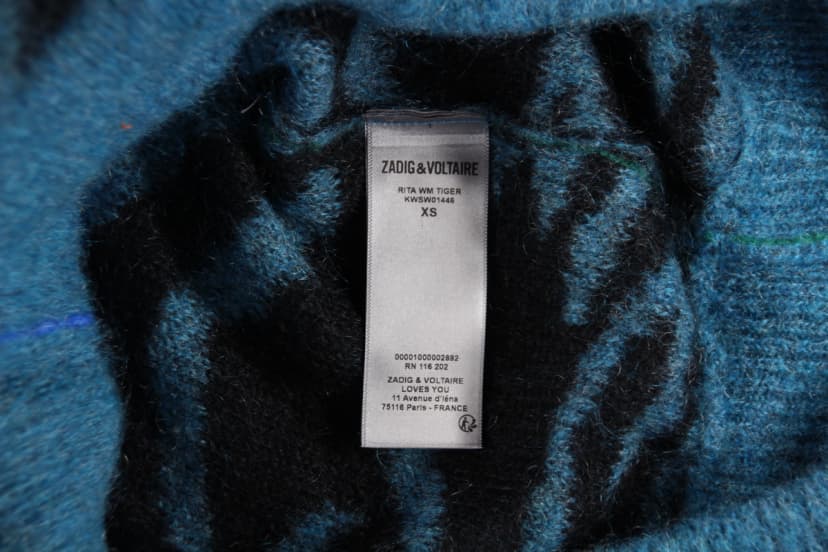 ZADIG&VOLTAIRE
RITA WM TIGER
KWSW01446
XS
00001000002882
RN 116 202
ZADIG & VOLTAIRE
LOVES YOU
11 Avenue d'Iéna
75116 Paris - FRANCE